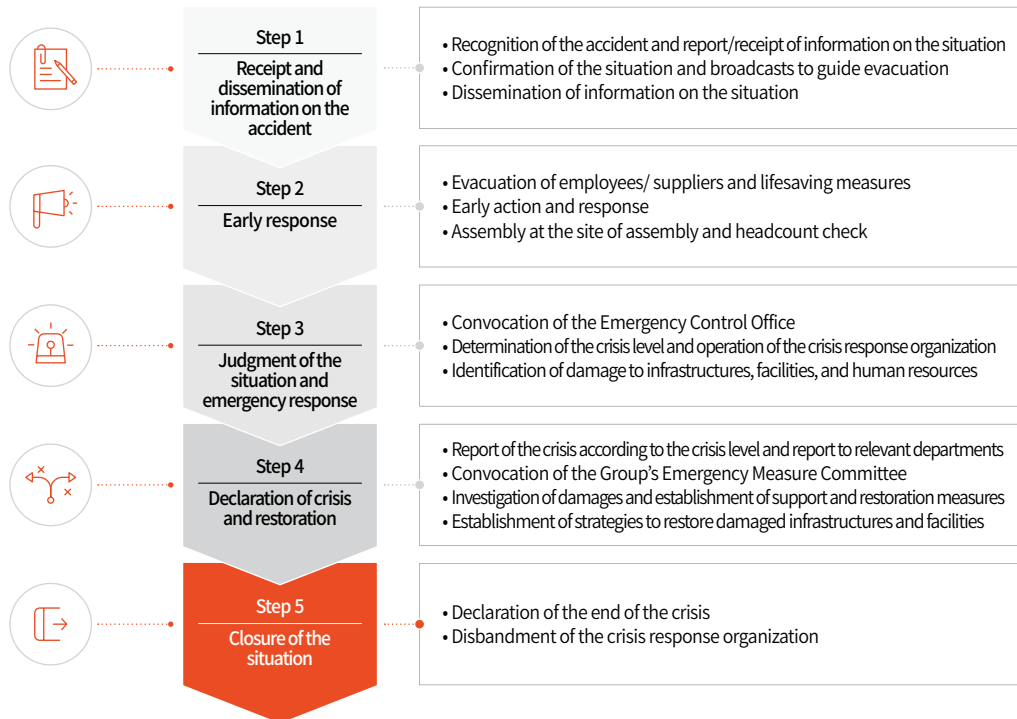 Step 1
Receipt and
dissemination of
information on the
accident
• Recognition of the accident and report/receipt of information on the situation
• Confirmation of the situation and broadcasts to guide evacuation
• Dissemination of information on the situation
Step 2
Early response
• Evacuation of employees/ suppliers and lifesaving measures
• Early action and response
• Assembly at the site of assembly and headcount check
Step 3
Judgment of the
situation and
emergency response
• Convocation of the Emergency Control Office
• Determination of the crisis level and operation of the crisis response organization
• Identification of damage to infrastructures, facilities, and human resources
Step 4
Declaration of crisis
and restoration
• Report of the crisis according to the crisis level and report to relevant departments
• Convocation of the Group's Emergency Measure Committee
• Investigation of damages and establishment of support and restoration measures
• Establishment of strategies to restore damaged infrastructures and facilities
Step 5
Closure of the
situation
• Declaration of the end of the crisis
• Disbandment of the crisis response organization